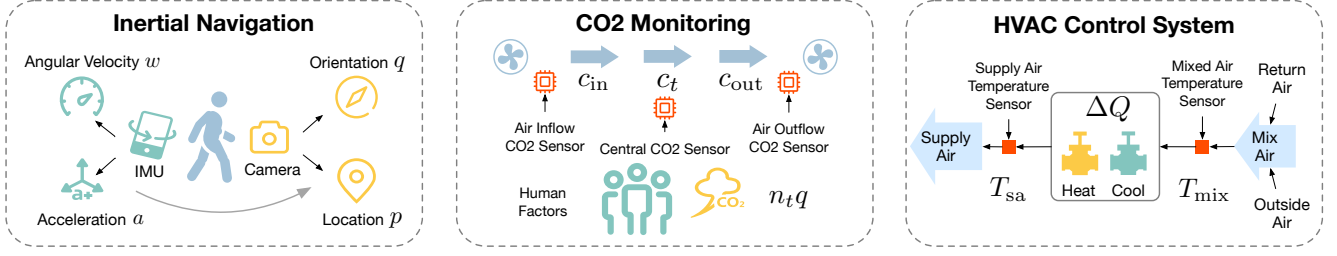 Inertial Navigation
Angular Velocity w
Orientation q
IMU
Camera
a+
Acceleration a
Location p
CO2 Monitoring
c_in
c_t
c_out
Air Inflow
CO2 Sensor
Central CO2 Sensor
Air Outflow
CO2 Sensor
Human
Factors
CO₂
n_t q
HVAC Control System
Supply Air
Temperature
Sensor
Mixed Air
Temperature
Sensor
Return
Air
ΔQ
Supply
Air
Mix
Air
Heat
Cool
T_sa
T_mix
Outside
Air